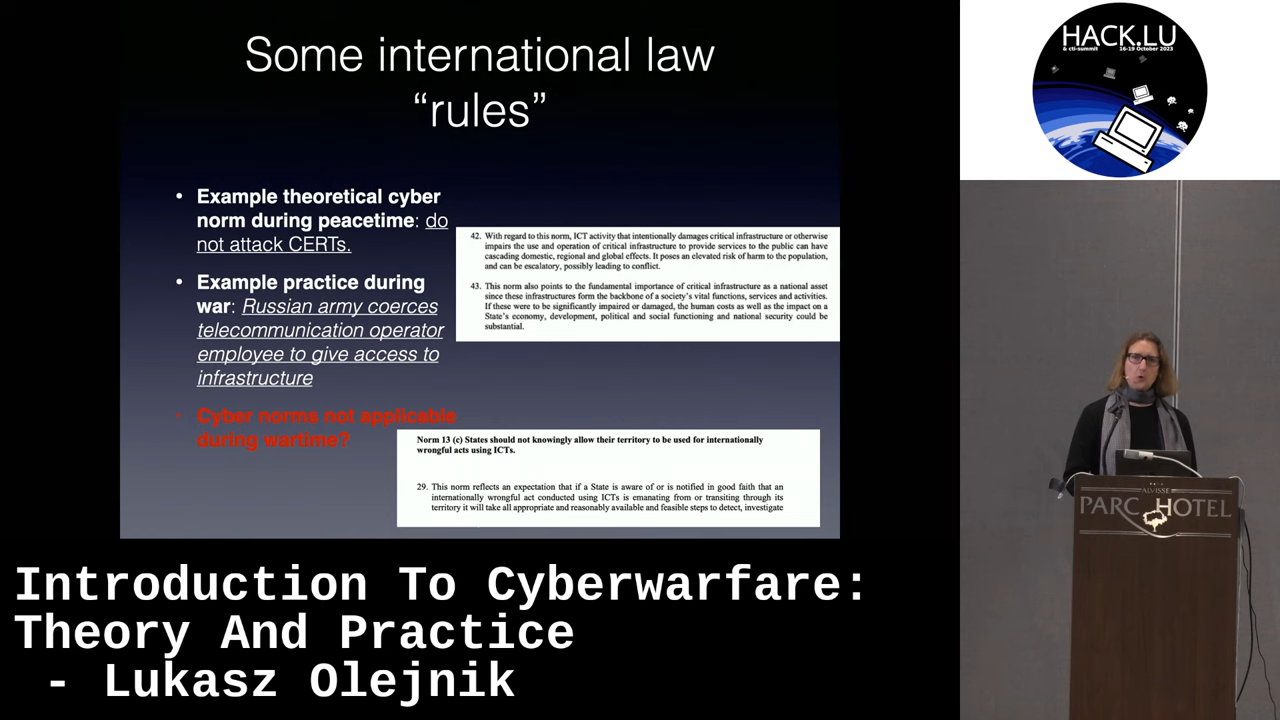 Some international law
“rules”
• Example theoretical cyber
norm during peacetime: do
not attack CERTs.
• Example practice during
war: Russian army coerces
telecommunication operator
employee to give access to
infrastructure
• Cyber norms not applicable
during wartime?
42. With regard to this norm, ICT activity that intentionally damages critical infrastructure or otherwise
impairs the use and operation of critical infrastructure to provide services to the public can have
cascading domestic, regional and global effects. It poses an elevated risk of harm to the population,
and can be escalatory, possibly leading to conflict.
43. This norm also points to the fundamental importance of critical infrastructure as a national asset
since these infrastructures form the backbone of a society's vital functions, services and activities.
If these were to be significantly impaired or damaged, the human costs as well as the impact on a
State's economy, development, political and social functioning and national security could be
substantial.
Norm 13 (c) States should not knowingly allow their territory to be used for internationally
wrongful acts using ICTs.
29. This norm reflects an expectation that if a State is aware of or is notified in good faith that an
internationally wrongful act conducted using ICTs is emanating from or transiting through its
territory it will take all appropriate and reasonably available and feasible steps to detect, investigate
HACK.LU
& cti-summit 16-19 October 2023
ALVISSE
PARC HOTEL
Introduction To Cyberwarfare:
Theory And Practice
- Lukasz Olejnik